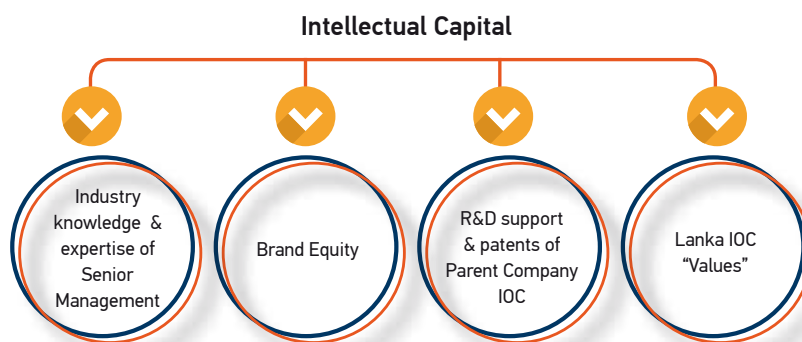 Intellectual Capital
Industry
knowledge & 
expertise of
Senior
Management
Brand Equity
R&D support
& patents of
Parent Company
IOC
Lanka IOC
“Values”